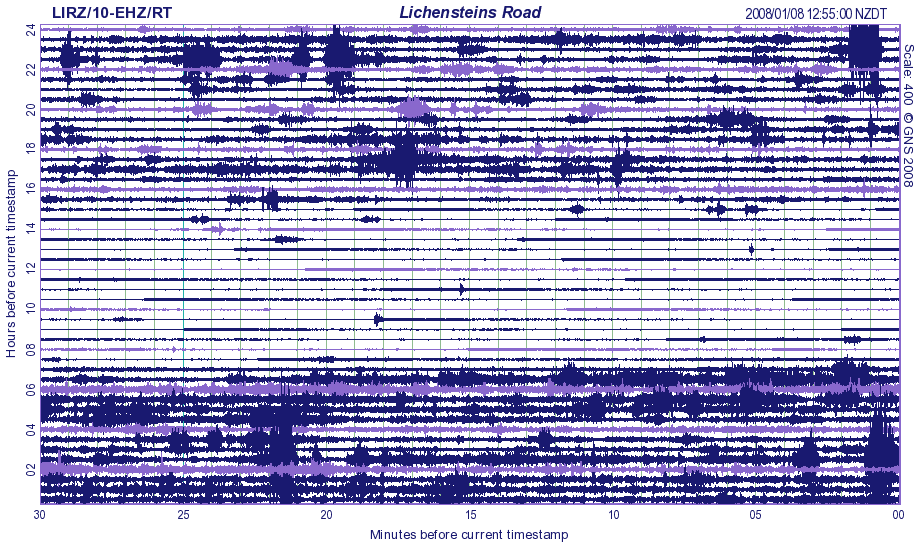 LIRZ/10-EHZ/RT Lichensteins Road 2008/01/08 12:55:00 NZDT
24
22
20
18
16
14
12
10
08
06
04
02
Hours before current timestamp
Scale 400 © GNS 2008
30 25 20 15 10 05 00
Minutes before current timestamp